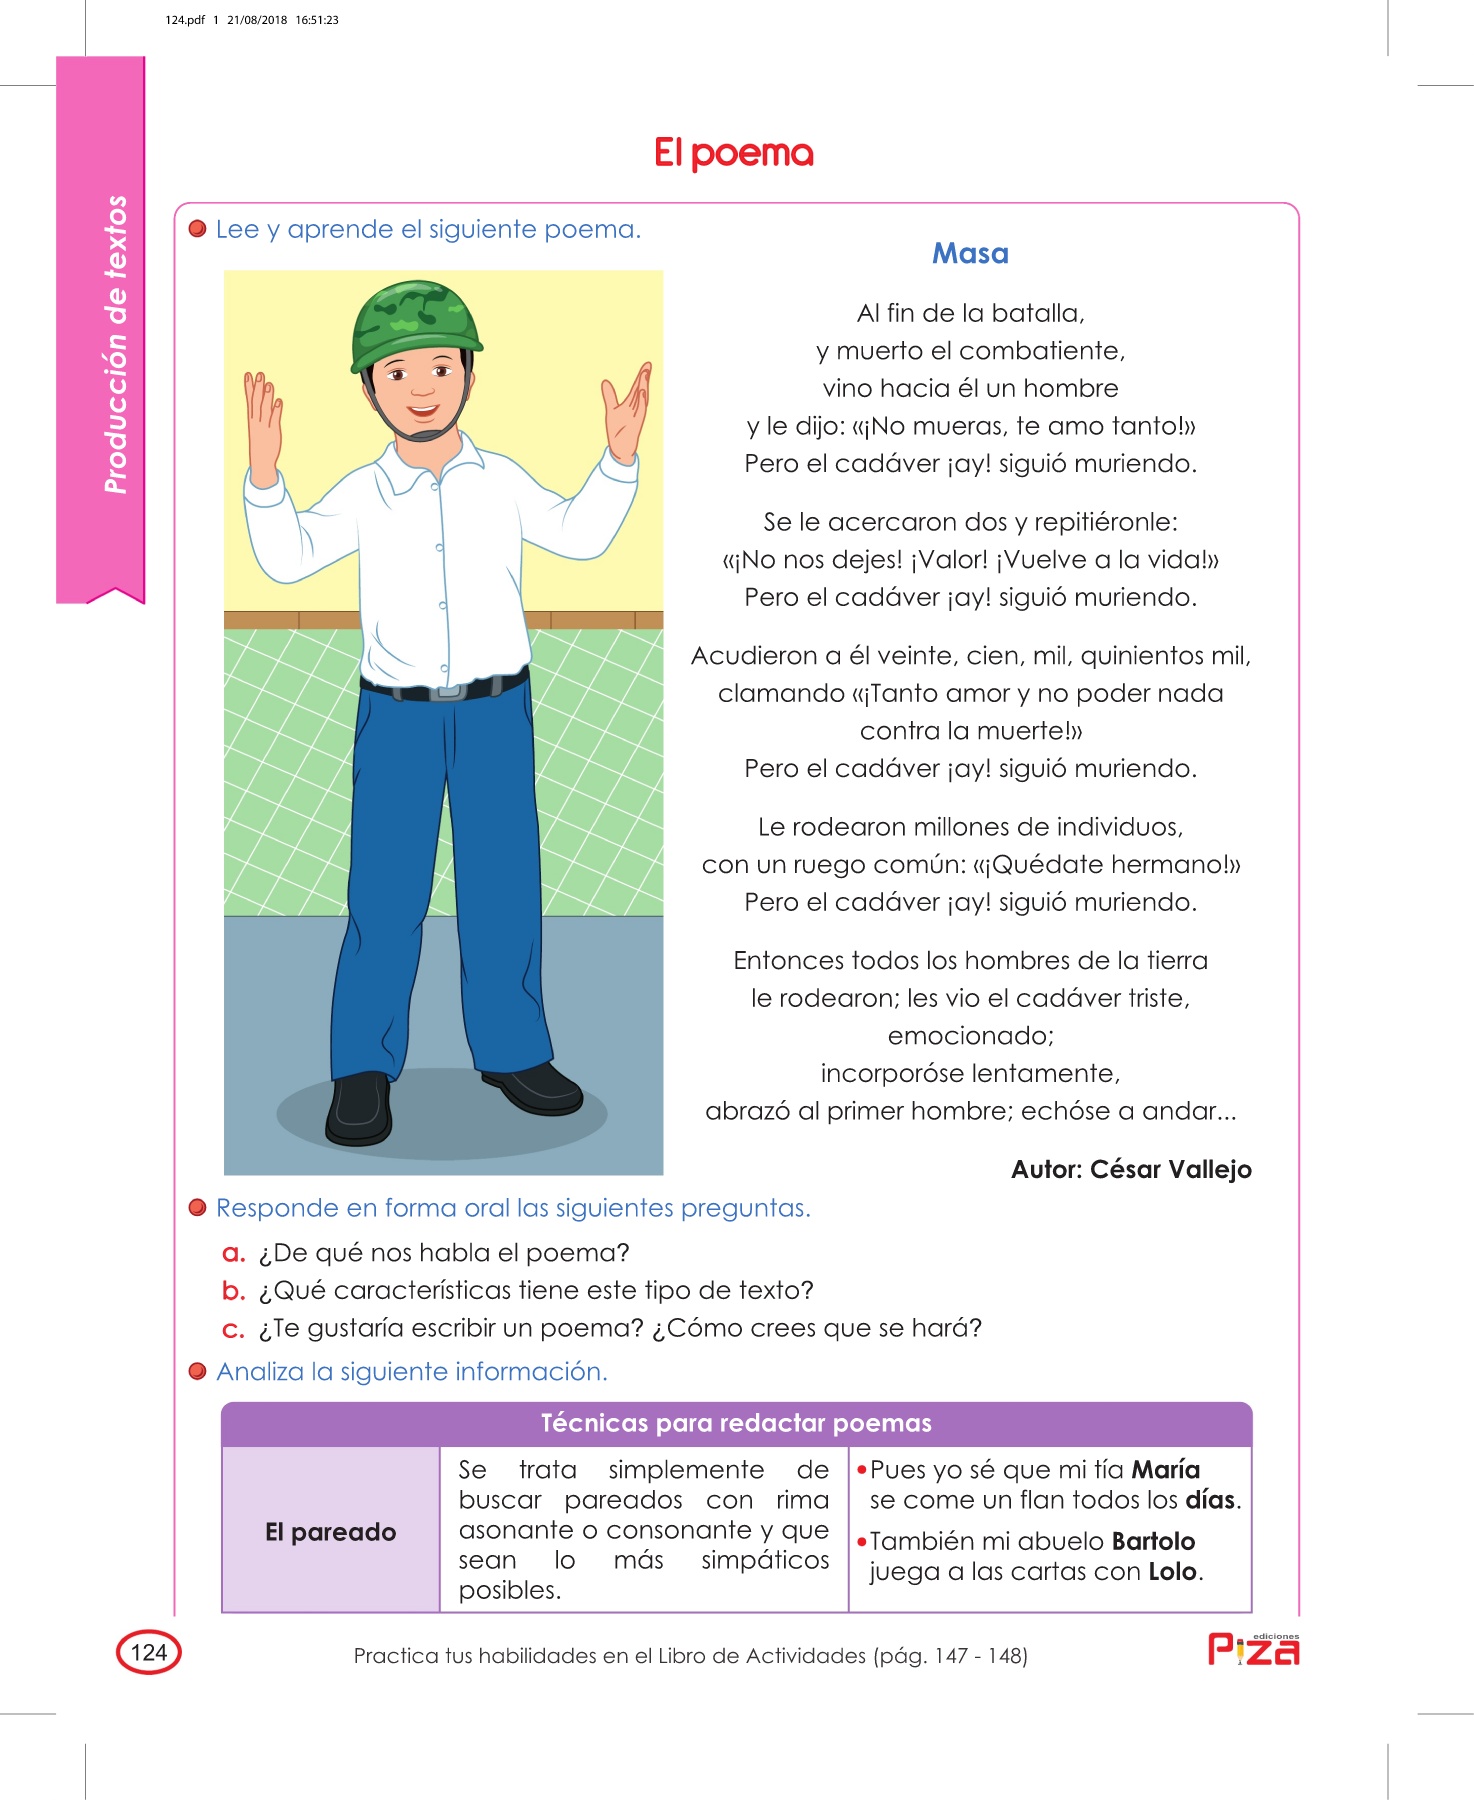 124.pdf 1 21/08/2018 16:51:23
Producción de textos
El poema
Lee y aprende el siguiente poema.
Masa
Al fin de la batalla,
y muerto el combatiente,
vino hacia él un hombre
y le dijo: «¡No mueras, te amo tanto!»
Pero el cadáver ¡ay! siguió muriendo.
Se le acercaron dos y repitiéronle:
«¡No nos dejes! ¡Valor! ¡Vuelve a la vida!»
Pero el cadáver ¡ay! siguió muriendo.
Acudieron a él veinte, cien, mil, quinientos mil,
clamando «¡Tanto amor y no poder nada
contra la muerte!»
Pero el cadáver ¡ay! siguió muriendo.
Le rodearon millones de individuos,
con un ruego común: «¡Quédate hermano!»
Pero el cadáver ¡ay! siguió muriendo.
Entonces todos los hombres de la tierra
le rodearon; les vio el cadáver triste,
emocionado;
incorporóse lentamente,
abrazó al primer hombre; echóse a andar...
Autor: César Vallejo
Responde en forma oral las siguientes preguntas.
a. ¿De qué nos habla el poema?
b. ¿Qué características tiene este tipo de texto?
c. ¿Te gustaría escribir un poema? ¿Cómo crees que se hará?
Analiza la siguiente información.
Técnicas para redactar poemas
El pareado
Se trata simplemente de
buscar pareados con rima
asonante o consonante y que
sean lo más simpáticos
posibles.
•Pues yo sé que mi tía María
se come un flan todos los días.
•También mi abuelo Bartolo
juega a las cartas con Lolo.
124
Practica tus habilidades en el Libro de Actividades (pág. 147 - 148)
ediciones
Piza